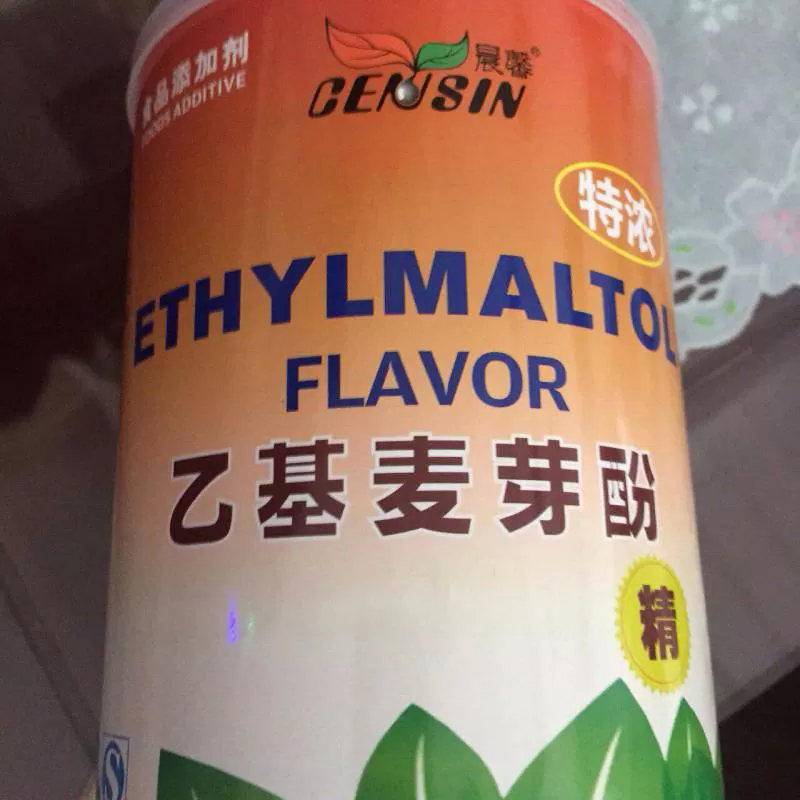 食品添加剂
FOODS ADDITIVE
晨馨®
CENSIN
特浓
ETHYLMALTOL
FLAVOR
乙基麦芽酚
精
S